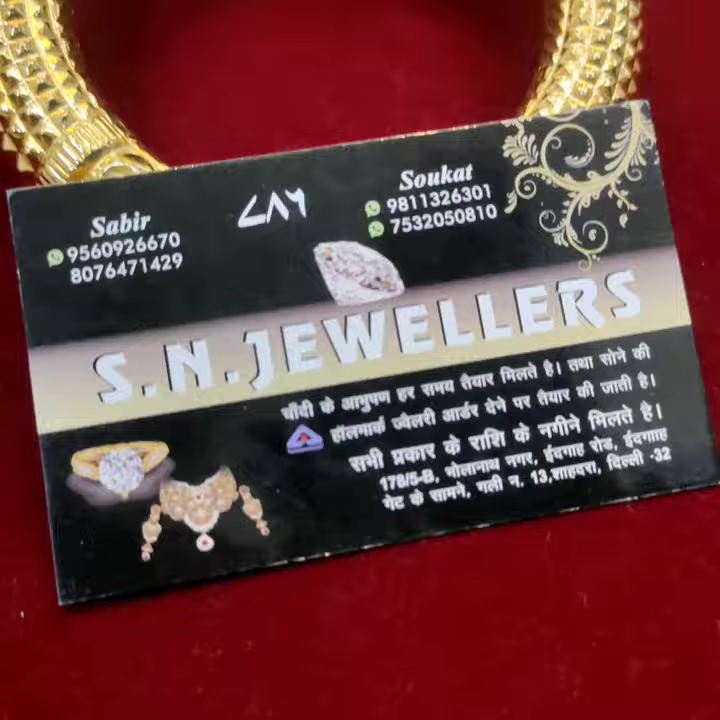 Sabir
9560926670
8076471429
٧٨٦
Soukat
9811326301
7532050810
S.N.JEWELLERS
चाँदी के आभुषण हर समय तैयार मिलते है। तथा सोने की
हॉलमार्क ज्वेलरी आर्डर देने पर तैयार की जाती है।
सभी प्रकार के राशि के नगीने मिलते है।
178/5-B, भोलानाथ नगर, ईदगाह रोड, ईदगााह
गेट के सामने, गली न. 13,शाहदरा, दिल्ली -32